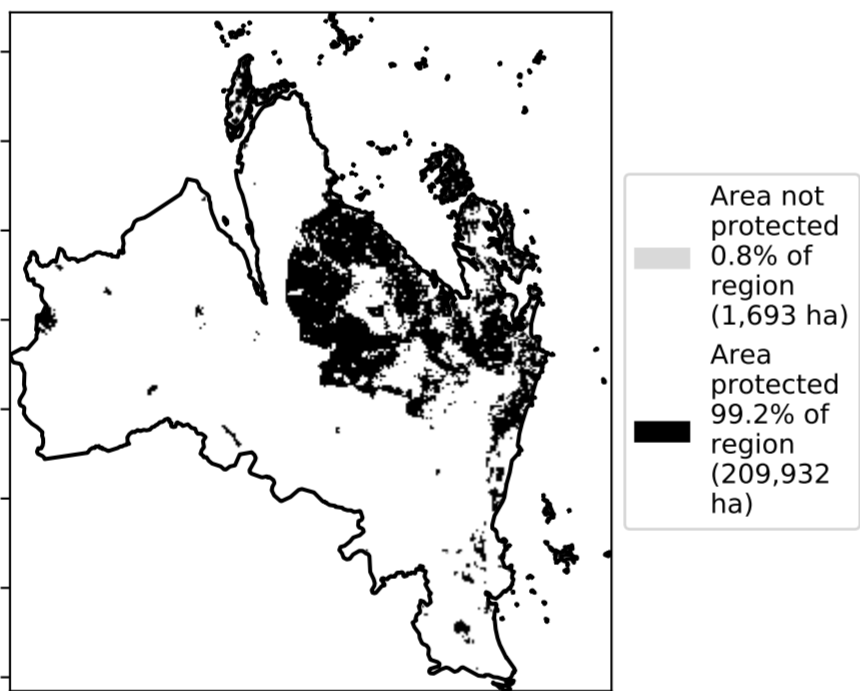 Area not
protected
0.8% of
region
(1,693 ha)
Area
protected
99.2% of
region
(209,932
ha)